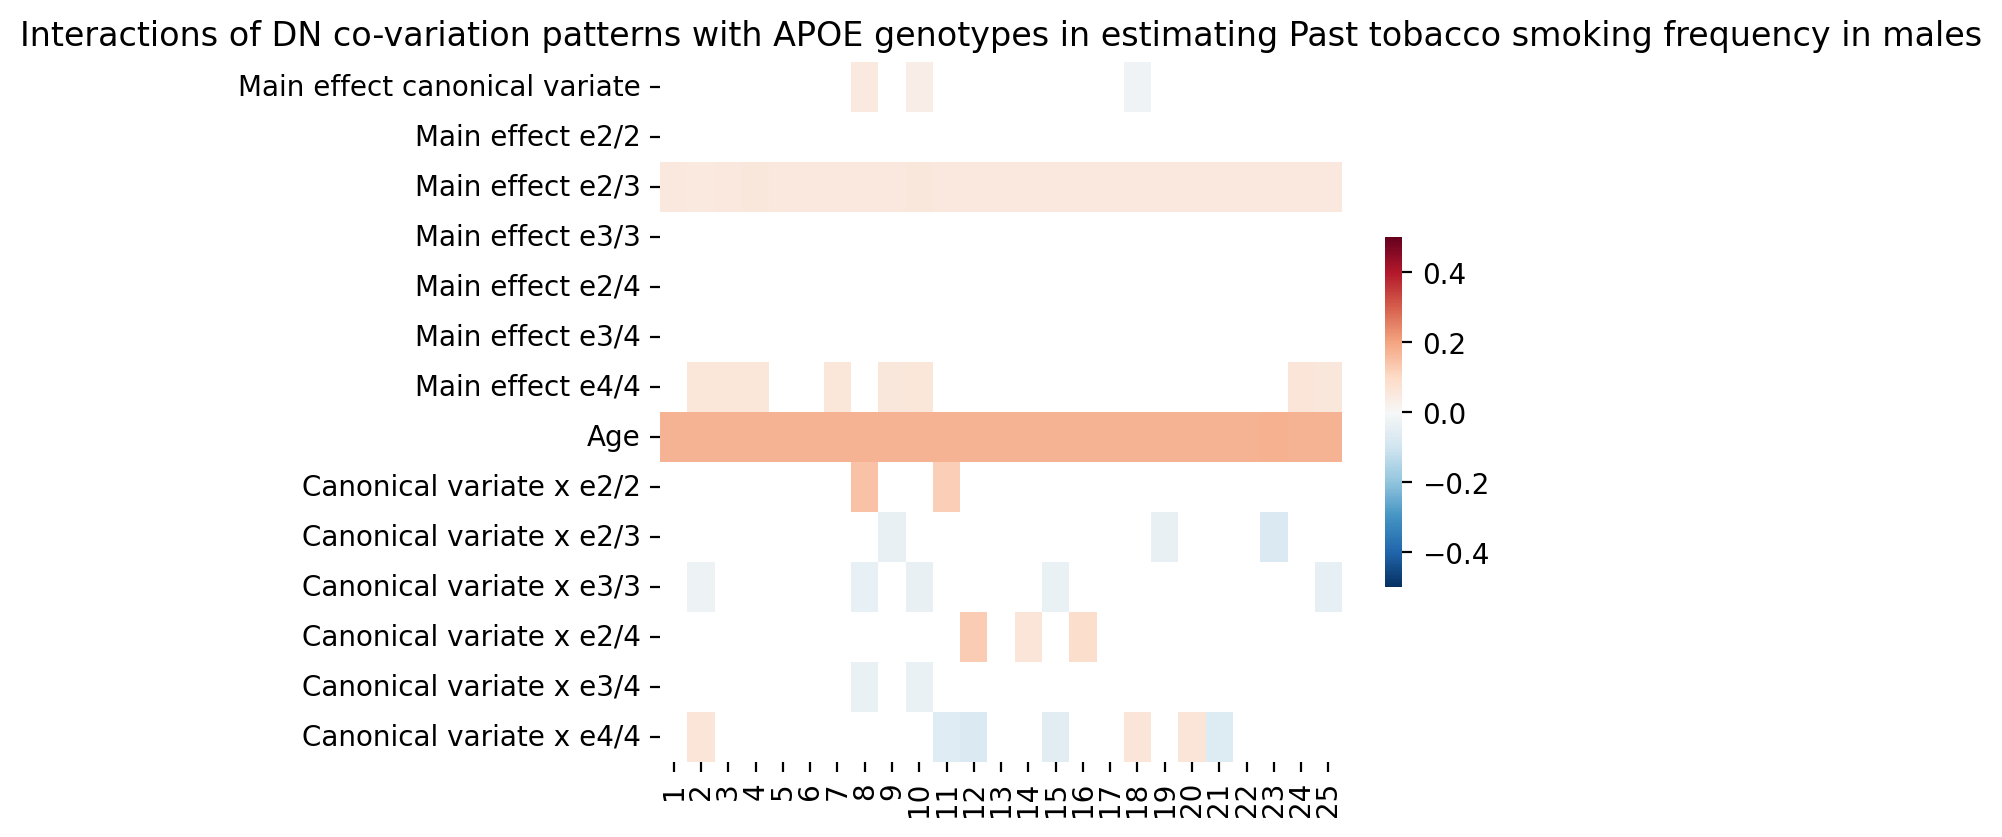 Interactions of DN co-variation patterns with APOE genotypes in estimating Past tobacco smoking frequency in males
Main effect canonical variate
Main effect e2/2
Main effect e2/3
Main effect e3/3
Main effect e2/4
Main effect e3/4
Main effect e4/4
Age
Canonical variate x e2/2
Canonical variate x e2/3
Canonical variate x e3/3
Canonical variate x e2/4
Canonical variate x e3/4
Canonical variate x e4/4
1 2 3 4 5 6 7 8 9 10 11 12 13 14 15 16 17 18 19 20 21 22 23 24 25
0.4
0.2
0.0
−0.2
−0.4